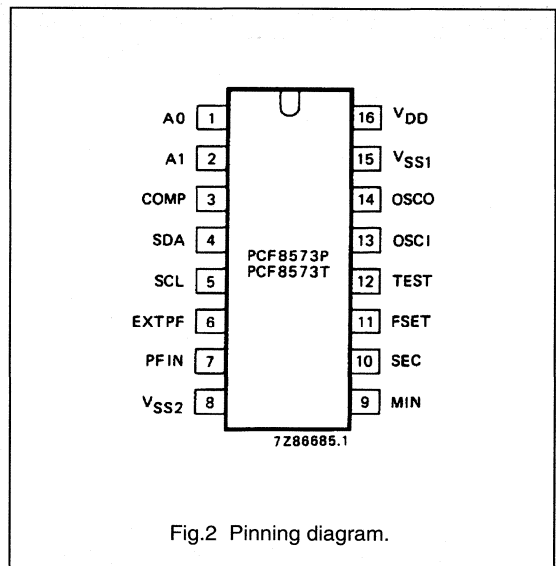 A0 1 16 VDD
A1 2 15 VSS1
COMP 3 14 OSCO
SDA 4 13 OSCI
PCF8573P
PCF8573T
SCL 5 12 TEST
EXTPF 6 11 FSET
PFIN 7 10 SEC
VSS2 8 9 MIN
7Z86685.1
Fig.2 Pinning diagram.